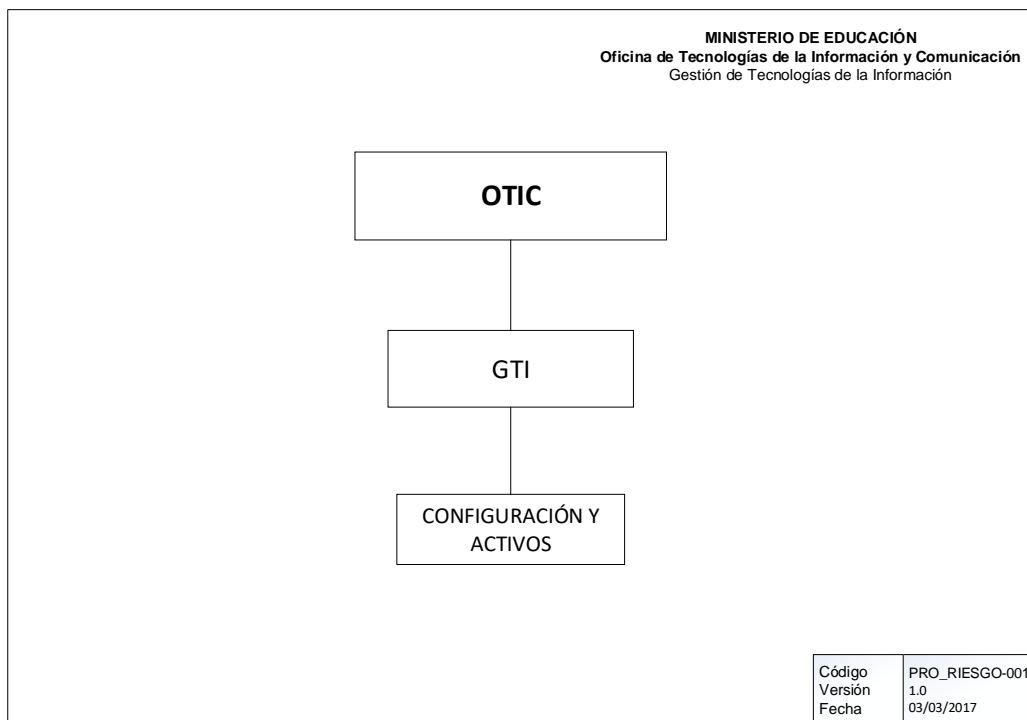 MINISTERIO DE EDUCACIÓN
Oficina de Tecnologías de la Información y Comunicación
Gestión de Tecnologías de la Información
OTIC
GTI
CONFIGURACIÓN Y
ACTIVOS
Código PRO_RIESGO-001
Versión 1.0
Fecha 03/03/2017